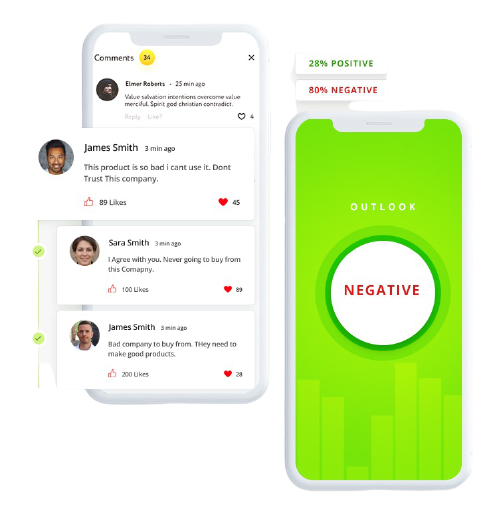 Comments 34
Elmer Roberts • 25 min ago
Value salvation intentions overcome value
merciful. Spirit god christian contradict.
Reply Like? 4
James Smith 3 min ago
This product is so bad i cant use it. Dont
Trust This company.
89 Likes 45
Sara Smith 3 min ago
I Agree with you. Never going to buy from
this Comapny.
100 Likes 89
James Smith 3 min ago
Bad company to buy from. THey need to
make good products.
200 Likes 28
28% POSITIVE
80% NEGATIVE
OUTLOOK
NEGATIVE